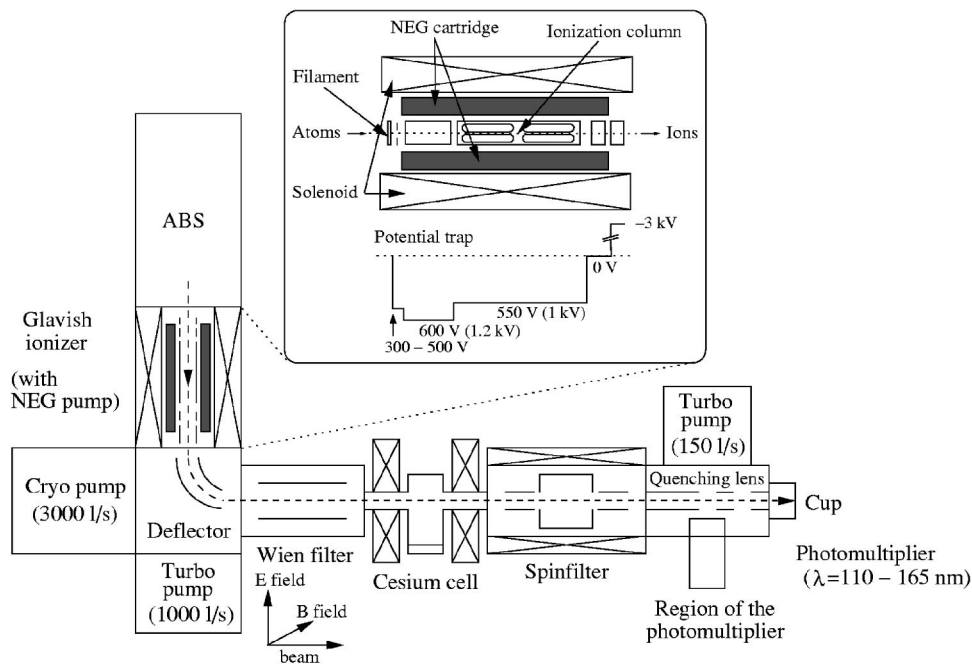 NEG cartridge
Ionization column
Filament
Atoms
Ions
Solenoid
Potential trap
−3 kV
0 V
550 V (1 kV)
600 V (1.2 kV)
300 – 500 V
ABS
Glavish
ionizer
(with
NEG pump)
Cryo pump
(3000 l/s)
Deflector
Turbo
pump
(1000 l/s)
Wien filter
E field
B field
beam
Cesium cell
Spinfilter
Turbo
pump
(150 l/s)
Quenching lens
Cup
Photomultiplier
(λ=110 – 165 nm)
Region of the
photomultiplier